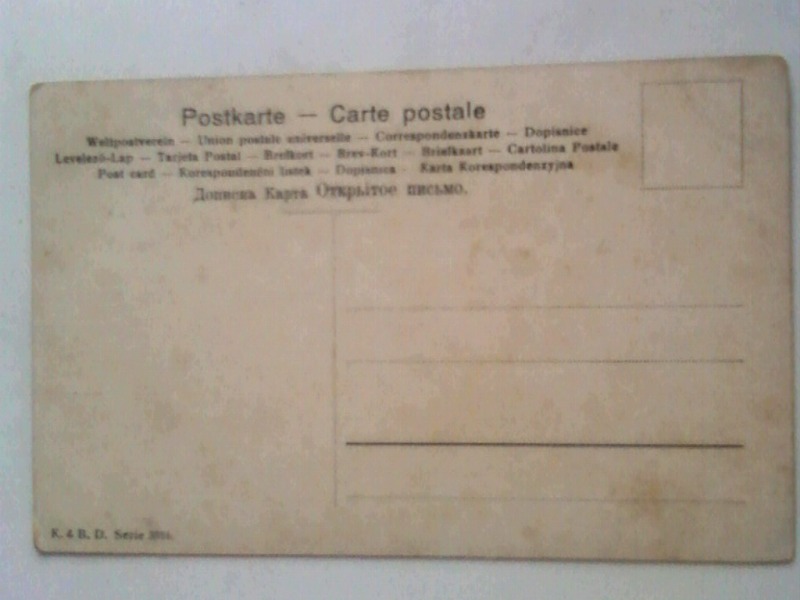 Postkarte — Carte postale
Weltpostverein — Union postale universelle — Correspondenzkarte — Dopisnice
Levelező-Lap — Tarjeta Postal — Brefkort — Brev-Kort — Briefkaart — Cartolina Postale
Post card — Korespondenční lístek — Dopisnica — Karta Korespondenzyjna
Дописна Карта Открытое письмо.
K. & B. D. Serie